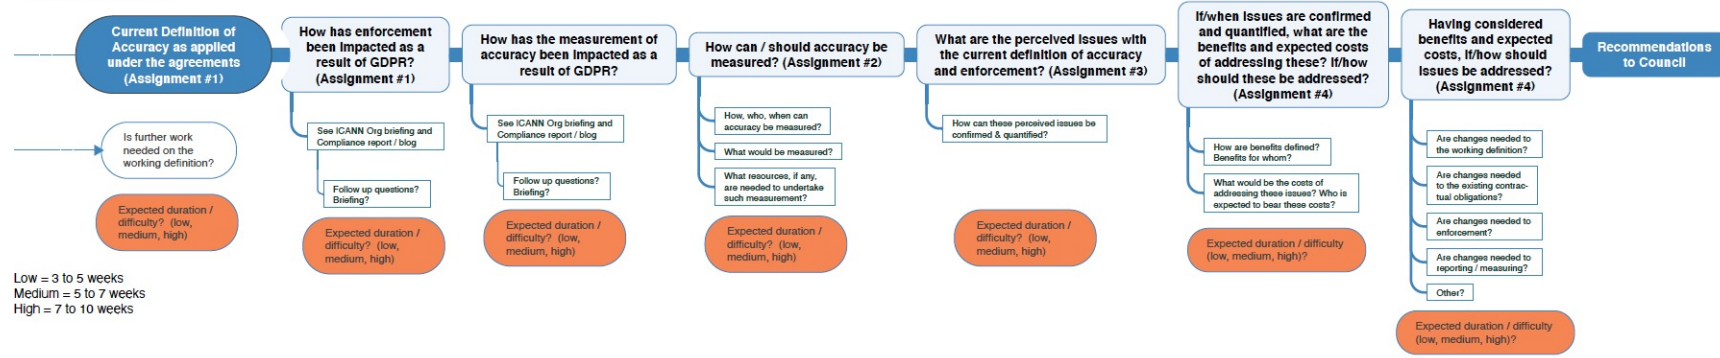 Current Definition of
Accuracy as applied
under the agreements
(Assignment #1)
Is further work
needed on the
working definition?
Expected duration /
difficulty? (low,
medium, high)
Low = 3 to 5 weeks
Medium = 5 to 7 weeks
High = 7 to 10 weeks
How has enforcement
been impacted as a
result of GDPR?
(Assignment #1)
See ICANN Org briefing and
Compliance report / blog
Follow up questions?
Briefing?
Expected duration /
difficulty? (low,
medium, high)
How has the measurement of
accuracy been impacted as a
result of GDPR?
See ICANN Org briefing and
Compliance report / blog
Follow up questions?
Briefing?
Expected duration /
difficulty? (low,
medium, high)
How can / should accuracy be
measured? (Assignment #2)
How, who, when can
accuracy be measured?
What would be measured?
What resources, if any,
are needed to undertake
such measurement?
Expected duration /
difficulty? (low,
medium, high)
What are the perceived issues with
the current definition of accuracy
and enforcement? (Assignment #3)
How can these perceived issues be
confirmed & quantified?
Expected duration /
difficulty? (low,
medium, high)
If/when issues are confirmed
and quantified, what are the
benefits and expected costs
of addressing these? If/how
should these be addressed?
(Assignment #4)
How are benefits defined?
Benefits for whom?
What would be the costs of
addressing these issues? Who is
expected to bear these costs?
Expected duration / difficulty
(low, medium, high)?
Having considered
benefits and expected
costs, if/how should
issues be addressed?
(Assignment #4)
Are changes needed to
the working definition?
Are changes needed
to the existing contrac-
tual obligations?
Are changes needed to
enforcement?
Are changes needed to
reporting / measuring?
Other?
Expected duration / difficulty
(low, medium, high)?
Recommendations
to Council